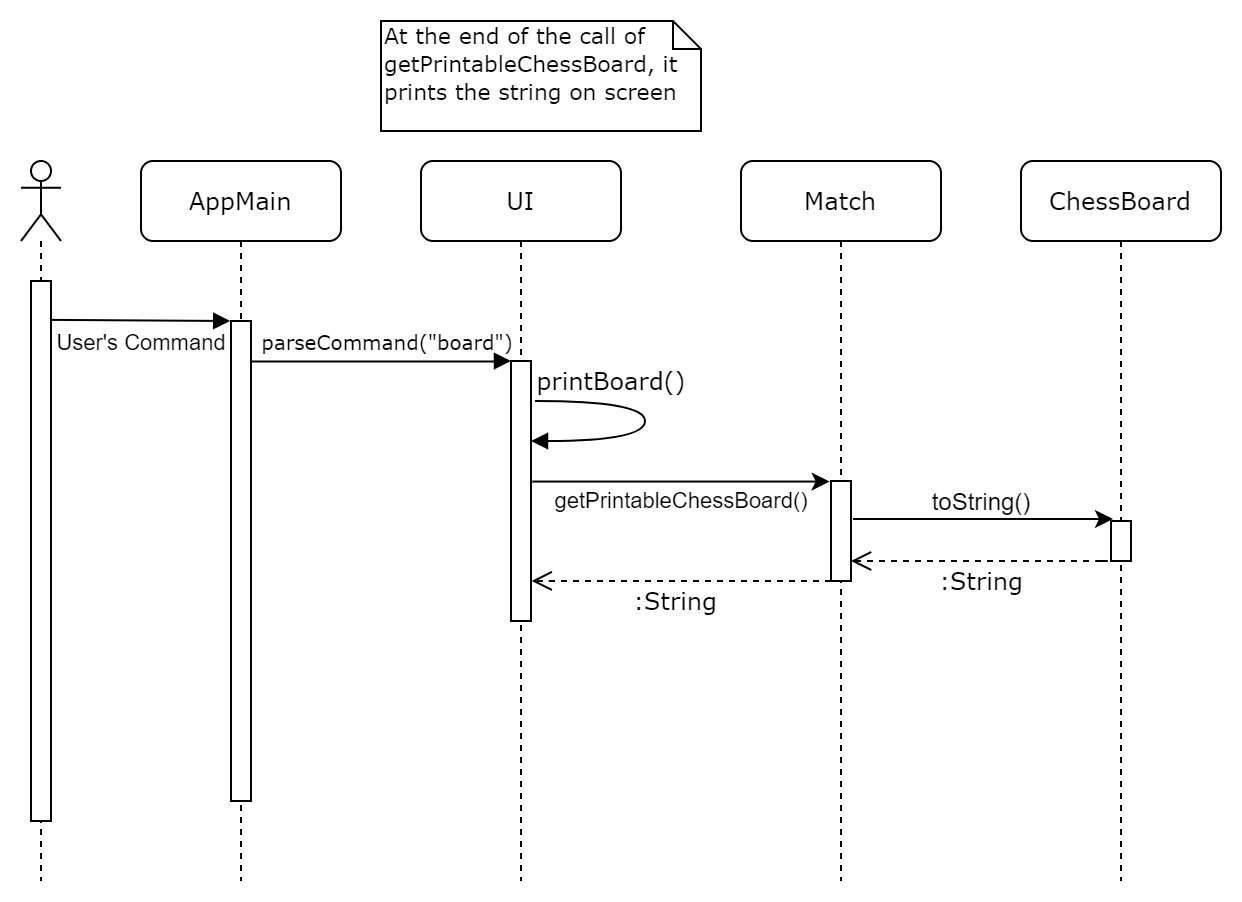 At the end of the call of
getPrintableChessBoard, it
prints the string on screen
AppMain
UI
Match
ChessBoard
User's Command
parseCommand("board")
printBoard()
getPrintableChessBoard()
toString()
:String
:String